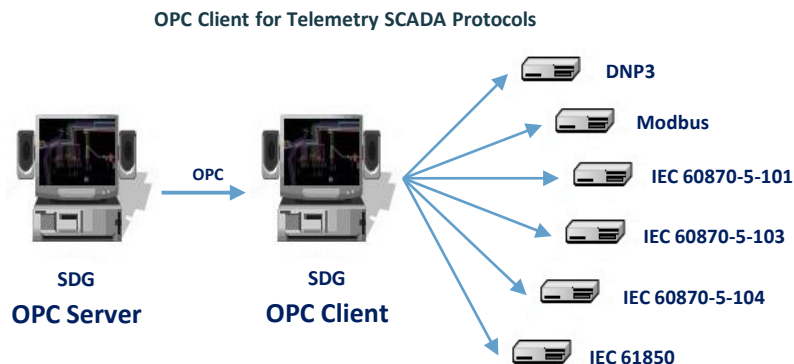 OPC Client for Telemetry SCADA Protocols
DNP3
Modbus
OPC
IEC 60870-5-101
IEC 60870-5-103
SDG
OPC Server
SDG
OPC Client
IEC 60870-5-104
IEC 61850